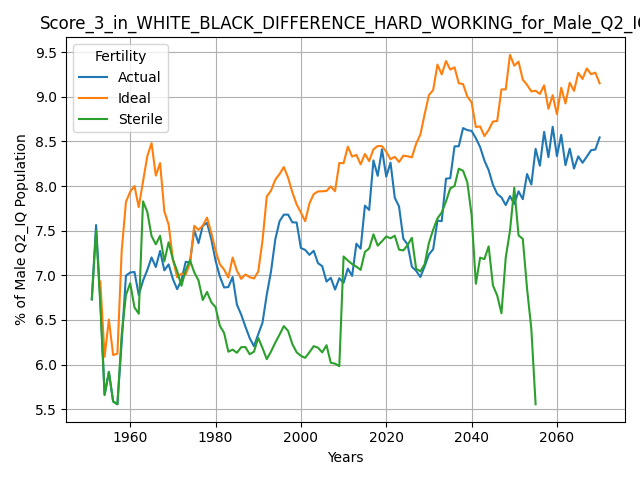 Score_3_in_WHITE_BLACK_DIFFERENCE_HARD_WORKING_for_Male_Q2_IQ
Fertility
Actual
Ideal
Sterile
% of Male Q2_IQ Population
9.5
9.0
8.5
8.0
7.5
7.0
6.5
6.0
5.5
1960 1980 2000 2020 2040 2060
Years